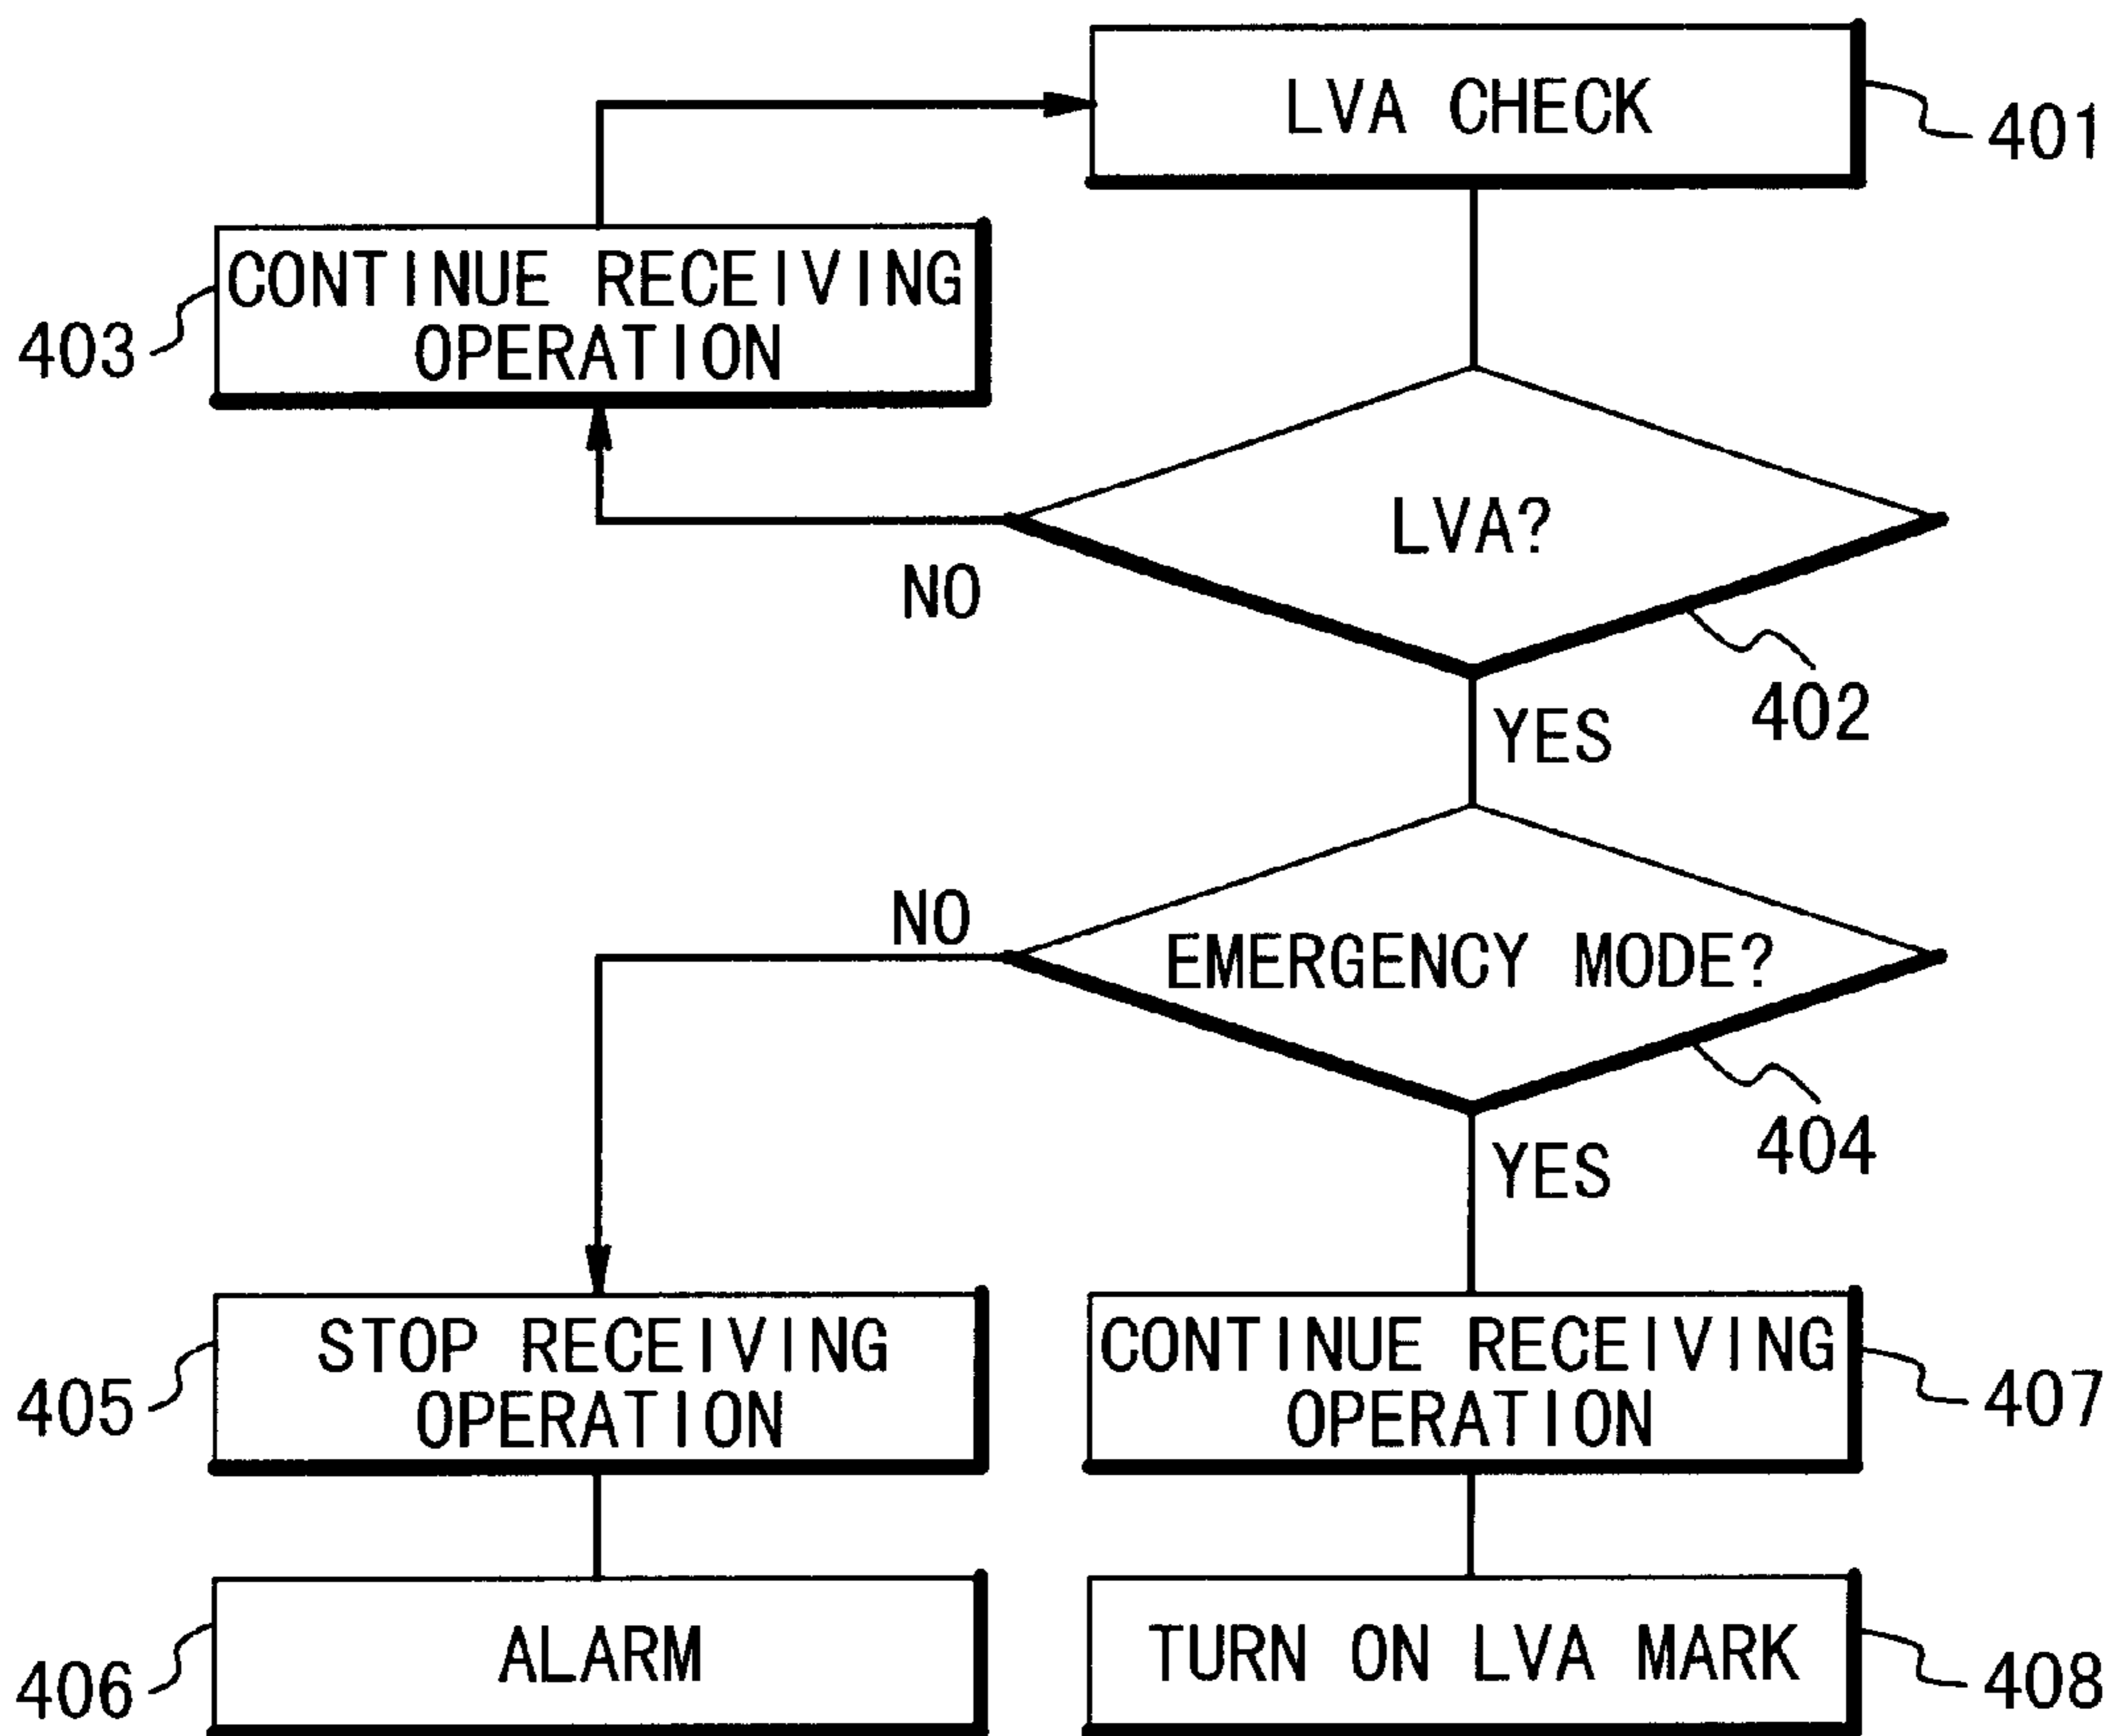 LVA CHECK
401
CONTINUE RECEIVING
OPERATION
403
LVA?
NO
402
YES
NO
EMERGENCY MODE?
404
YES
STOP RECEIVING
OPERATION
405
CONTINUE RECEIVING
OPERATION
407
ALARM
406
TURN ON LVA MARK
408